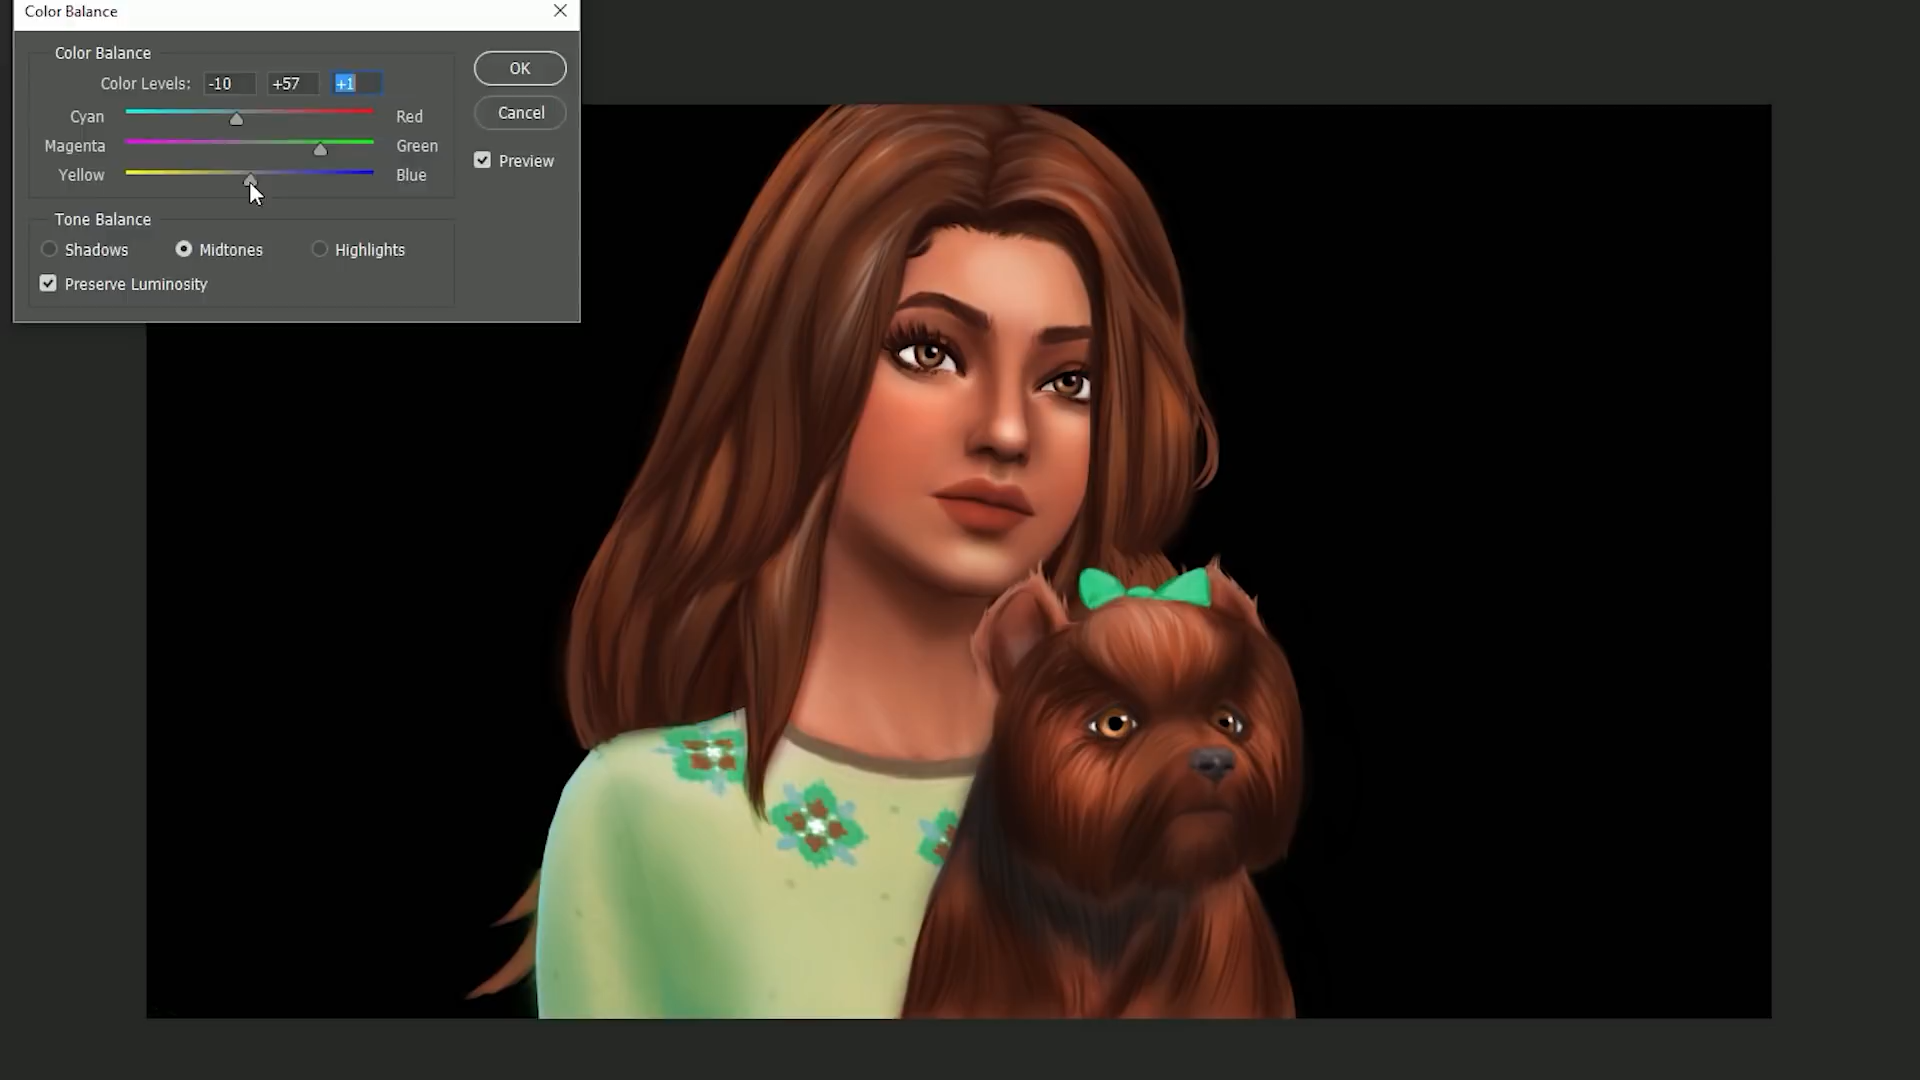 Color Balance
Color Balance
Color Levels: -10 +57 +1
Cyan Red
Magenta Green
Yellow Blue
OK
Cancel
Preview
Tone Balance
Shadows Midtones Highlights
Preserve Luminosity